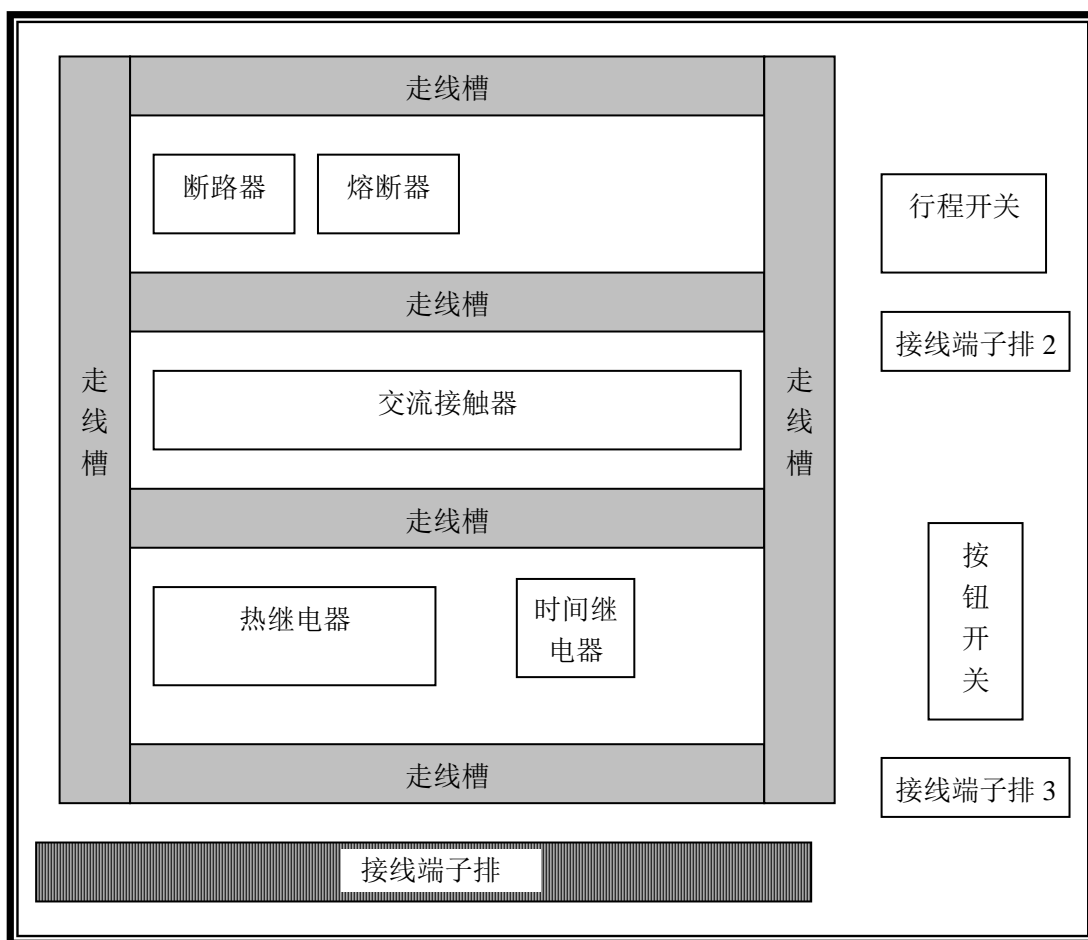 走线槽
断路器
熔断器
行程开关
走线槽
接线端子排 2
走
线
槽
交流接触器
走
线
槽
走线槽
按
钮
开
关
热继电器
时间继
电器
走线槽
接线端子排 3
接线端子排